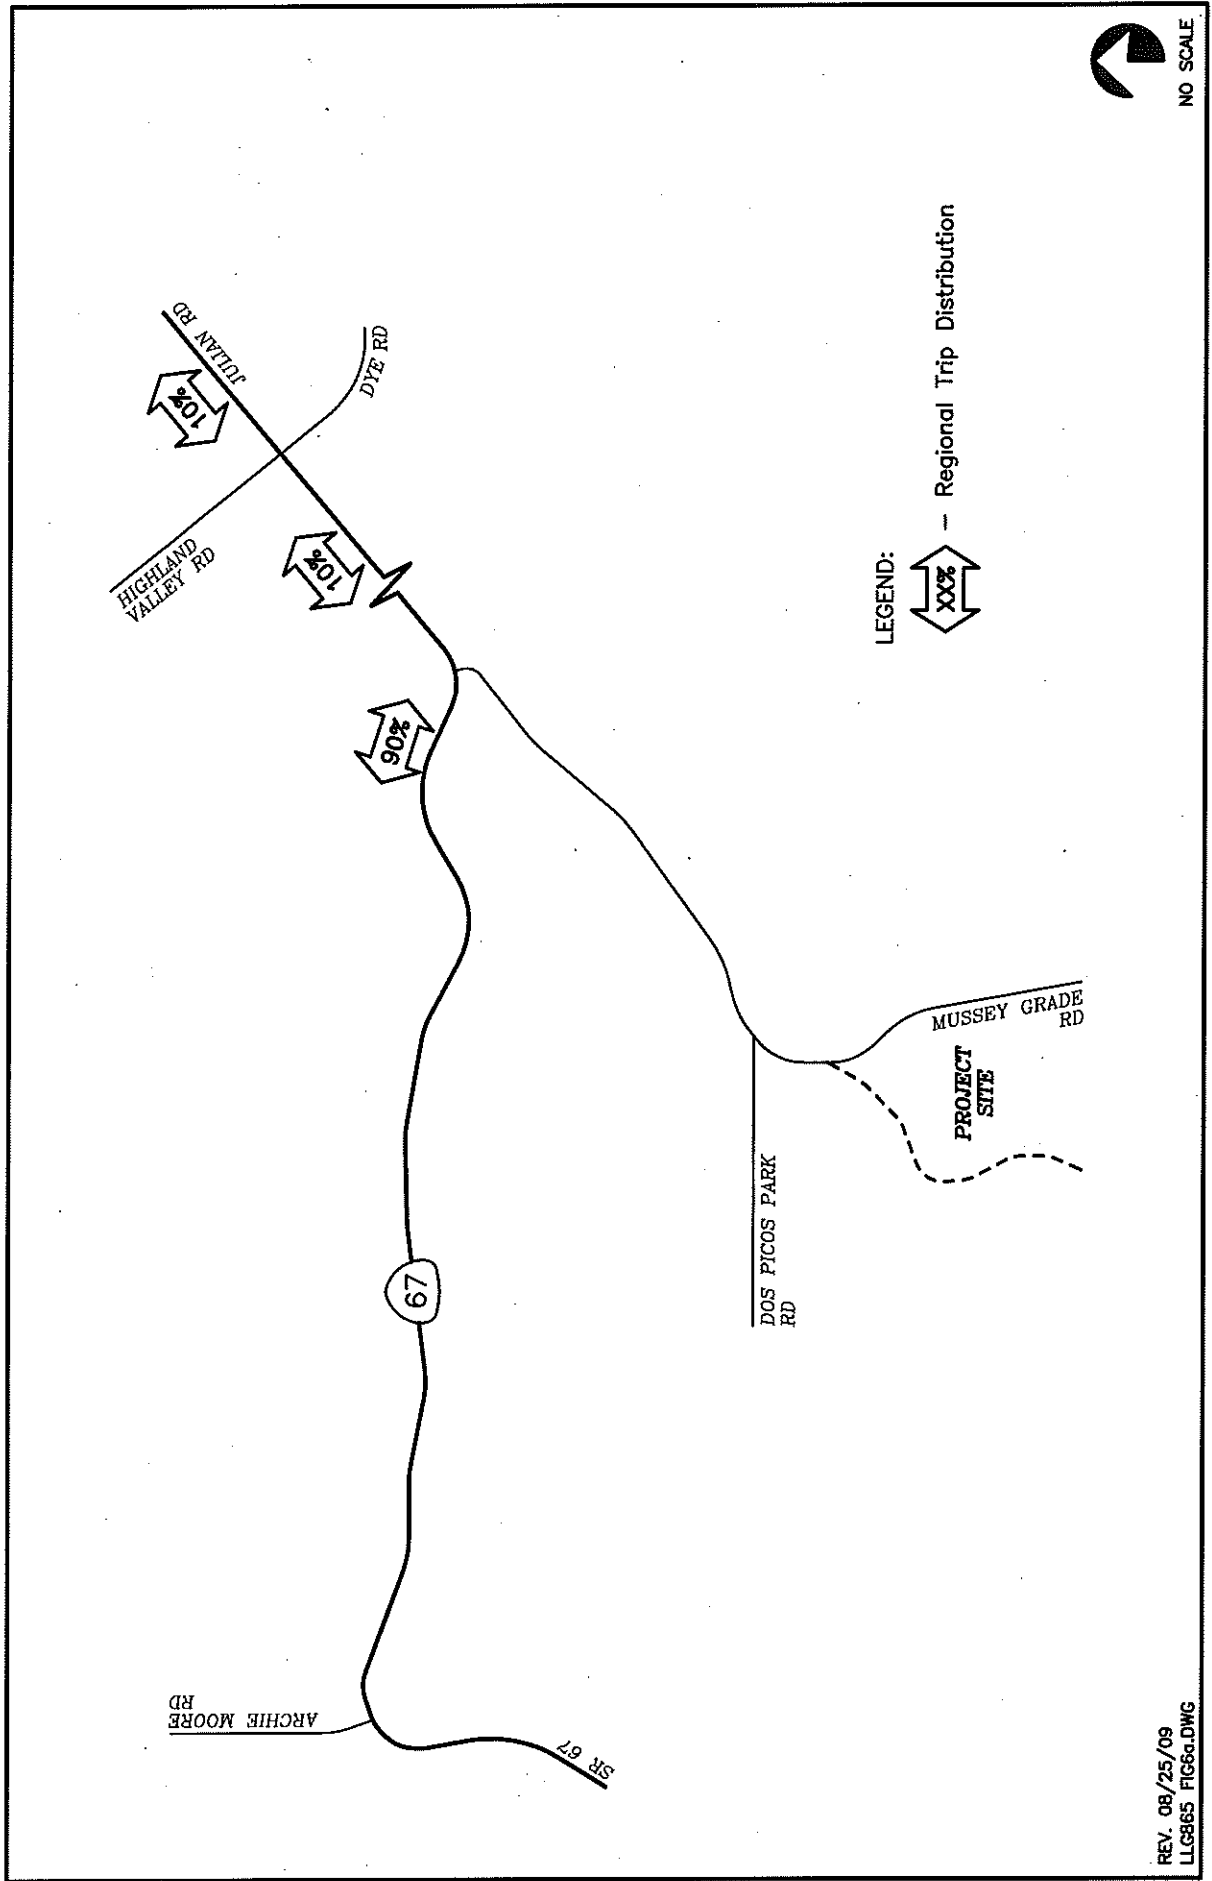 NO SCALE
JULIAN RD
10%
DYE RD
HIGHLAND
VALLEY RD
10%
90%
LEGEND:
XX%
– Regional Trip Distribution
MUSSEY GRADE
RD
PROJECT
SITE
DOS PICOS PARK
RD
67
ARCHIE MOORE
RD
SR 67
REV. 08/25/09
LLG865 FIG6a.DWG